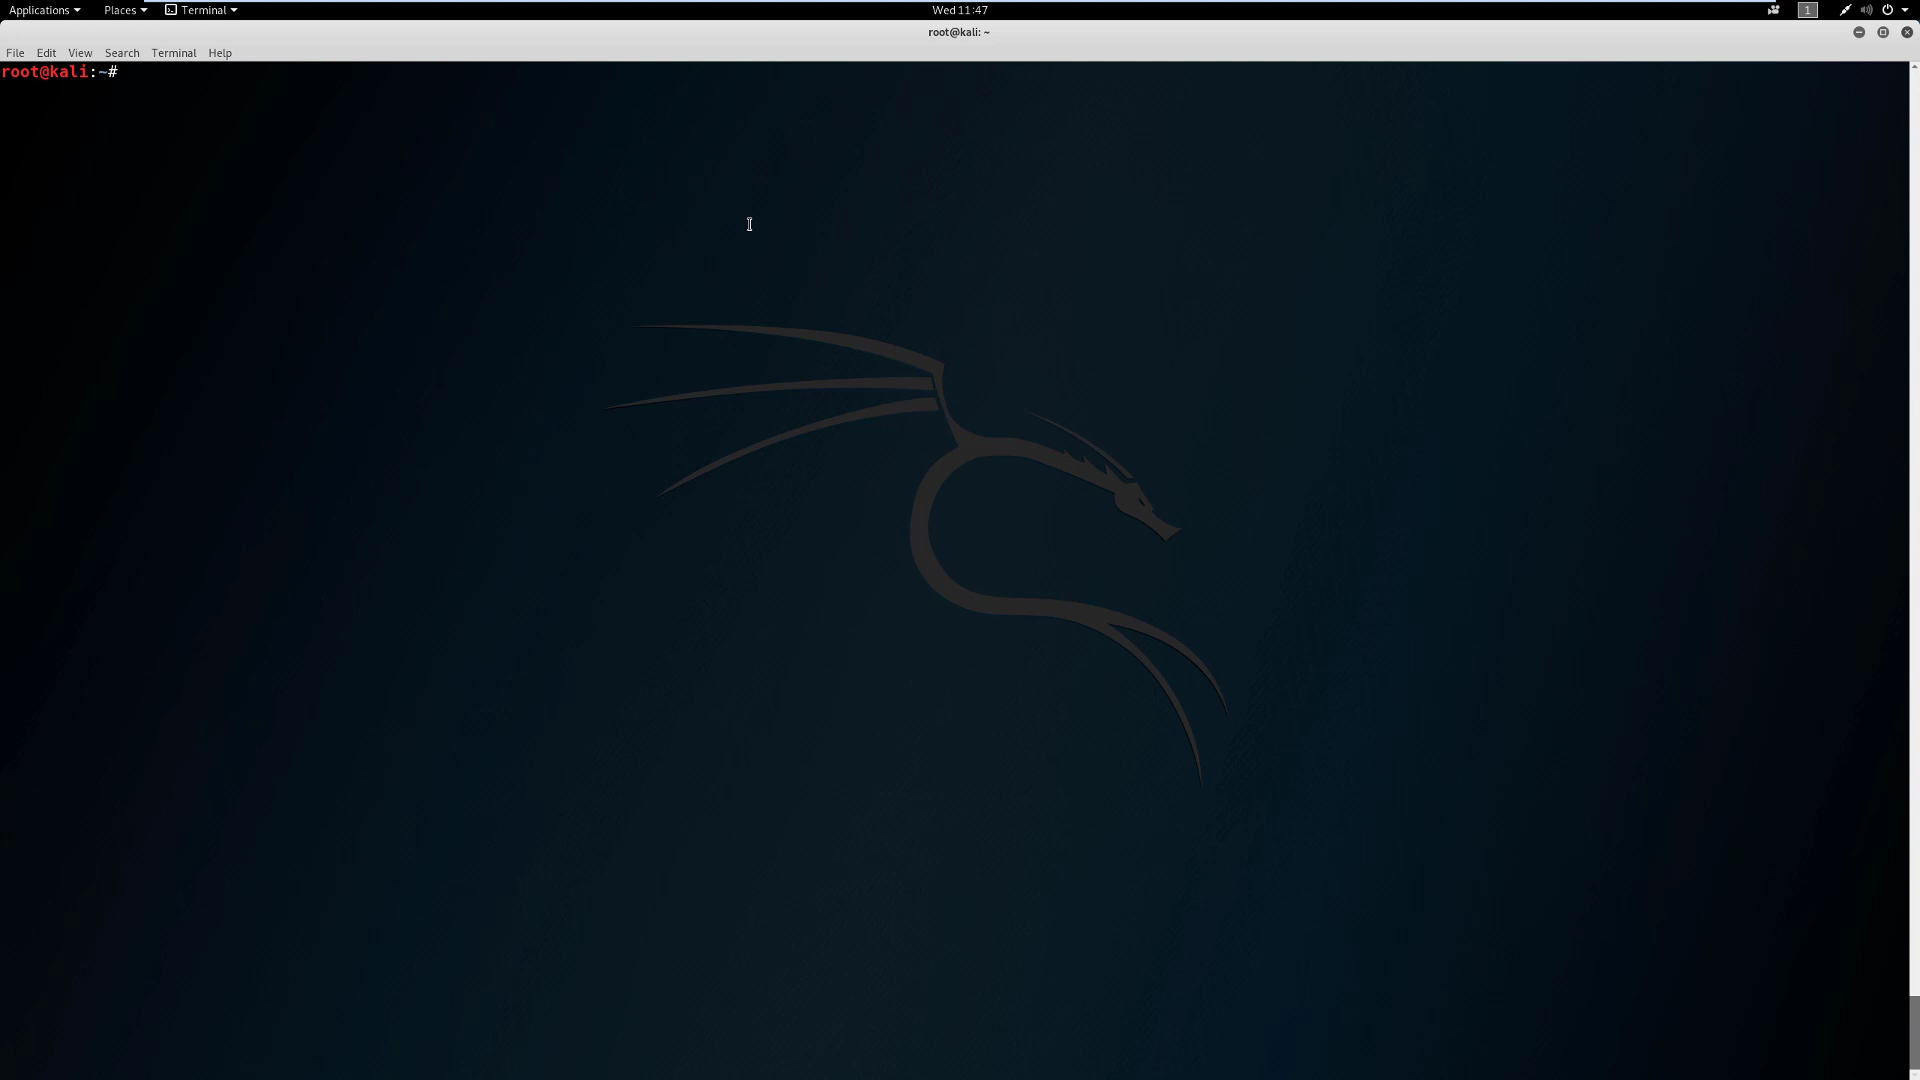 Applications Places Terminal Wed 11:47 1
root@kali: ~
File Edit View Search Terminal Help
root@kali:~#